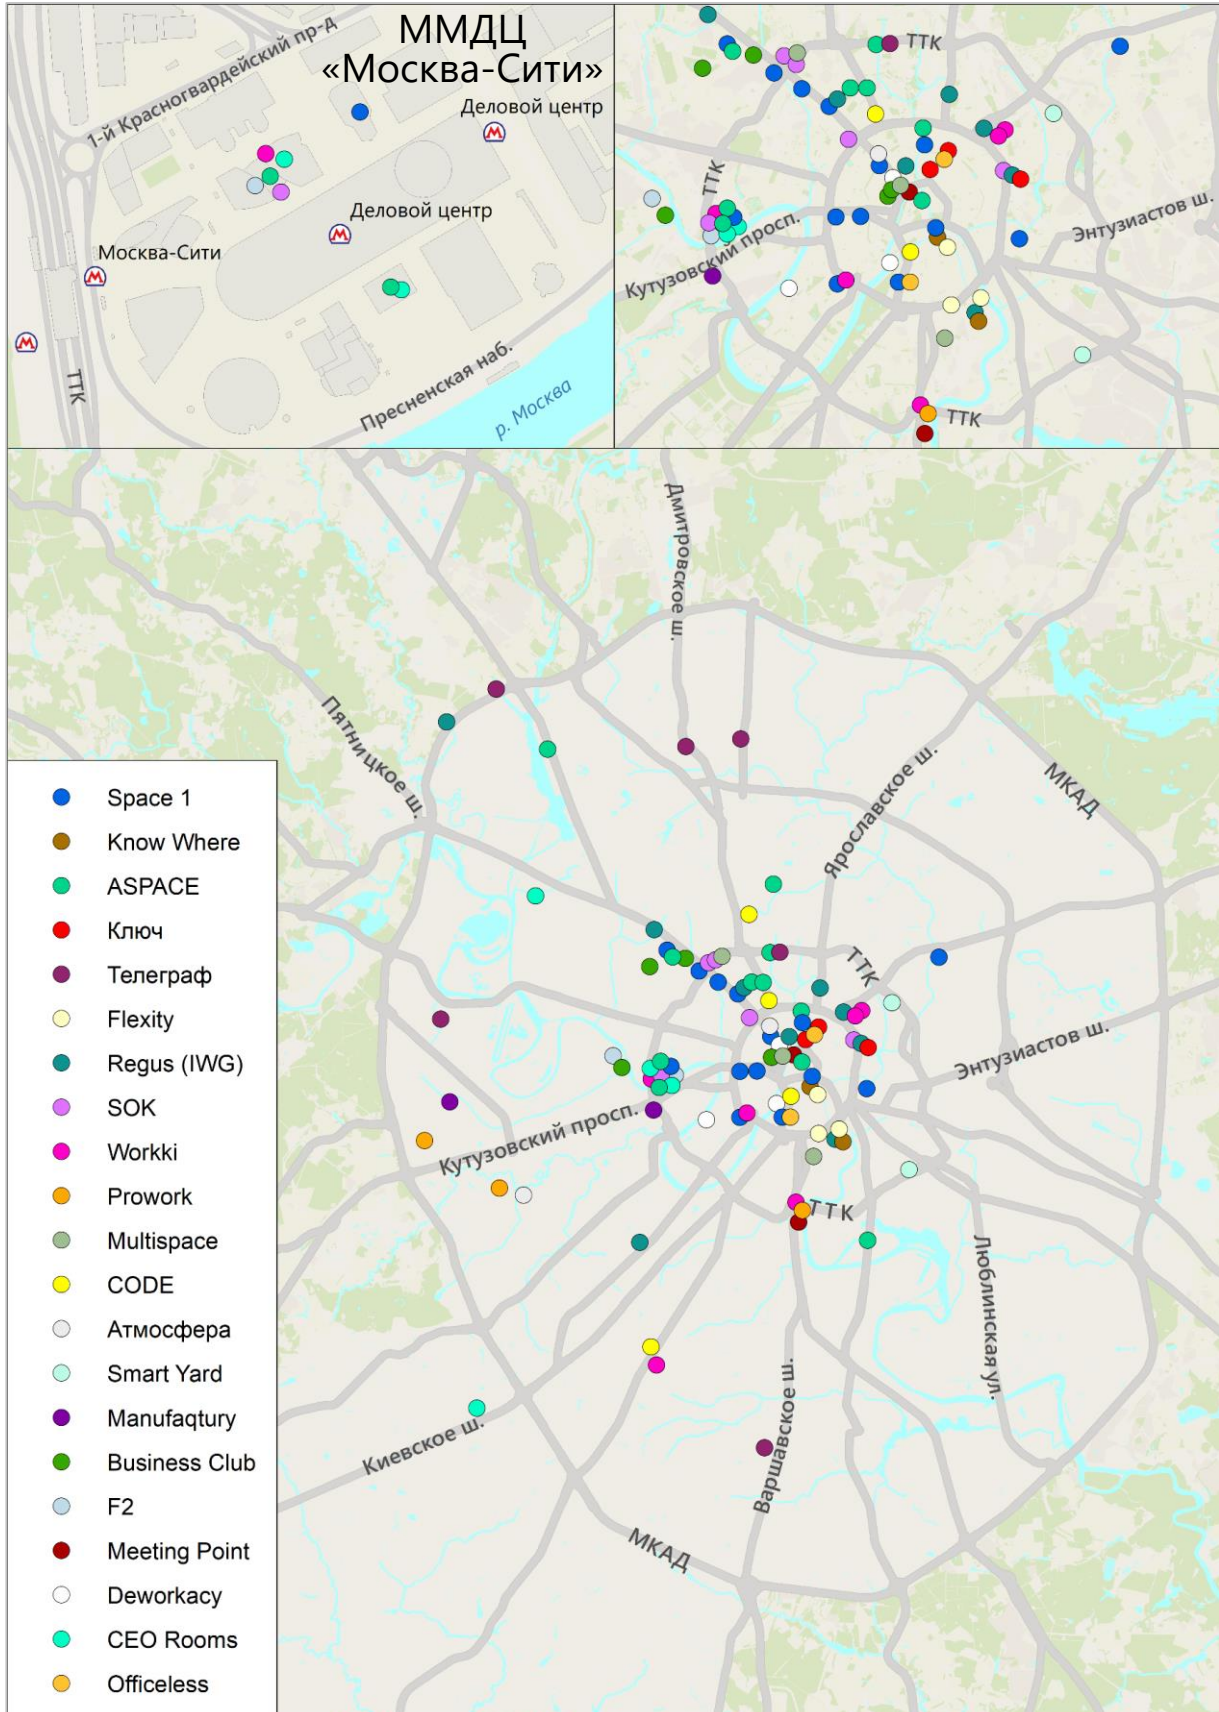 ММДЦ
«Москва-Сити»
1-й Красногвардейский пр-д
Деловой центр
Деловой центр
Москва-Сити
ТТК
Пресненская наб.
р. Москва
ТТК
ТТК
Кутузовский просп.
Энтузиастов ш.
ТТК
Дмитровское ш.
Пятницкое ш.
Ярославское ш.
МКАД
ТТК
Энтузиастов ш.
Кутузовский просп.
ТТК
Люблинская ул.
Варшавское ш.
Киевское ш.
МКАД
Space 1
Know Where
ASPACE
Ключ
Телеграф
Flexity
Regus (IWG)
SOK
Workki
Prowork
Multispace
CODE
Атмосфера
Smart Yard
Manufaqtury
Business Club
F2
Meeting Point
Deworkacy
CEO Rooms
Officeless